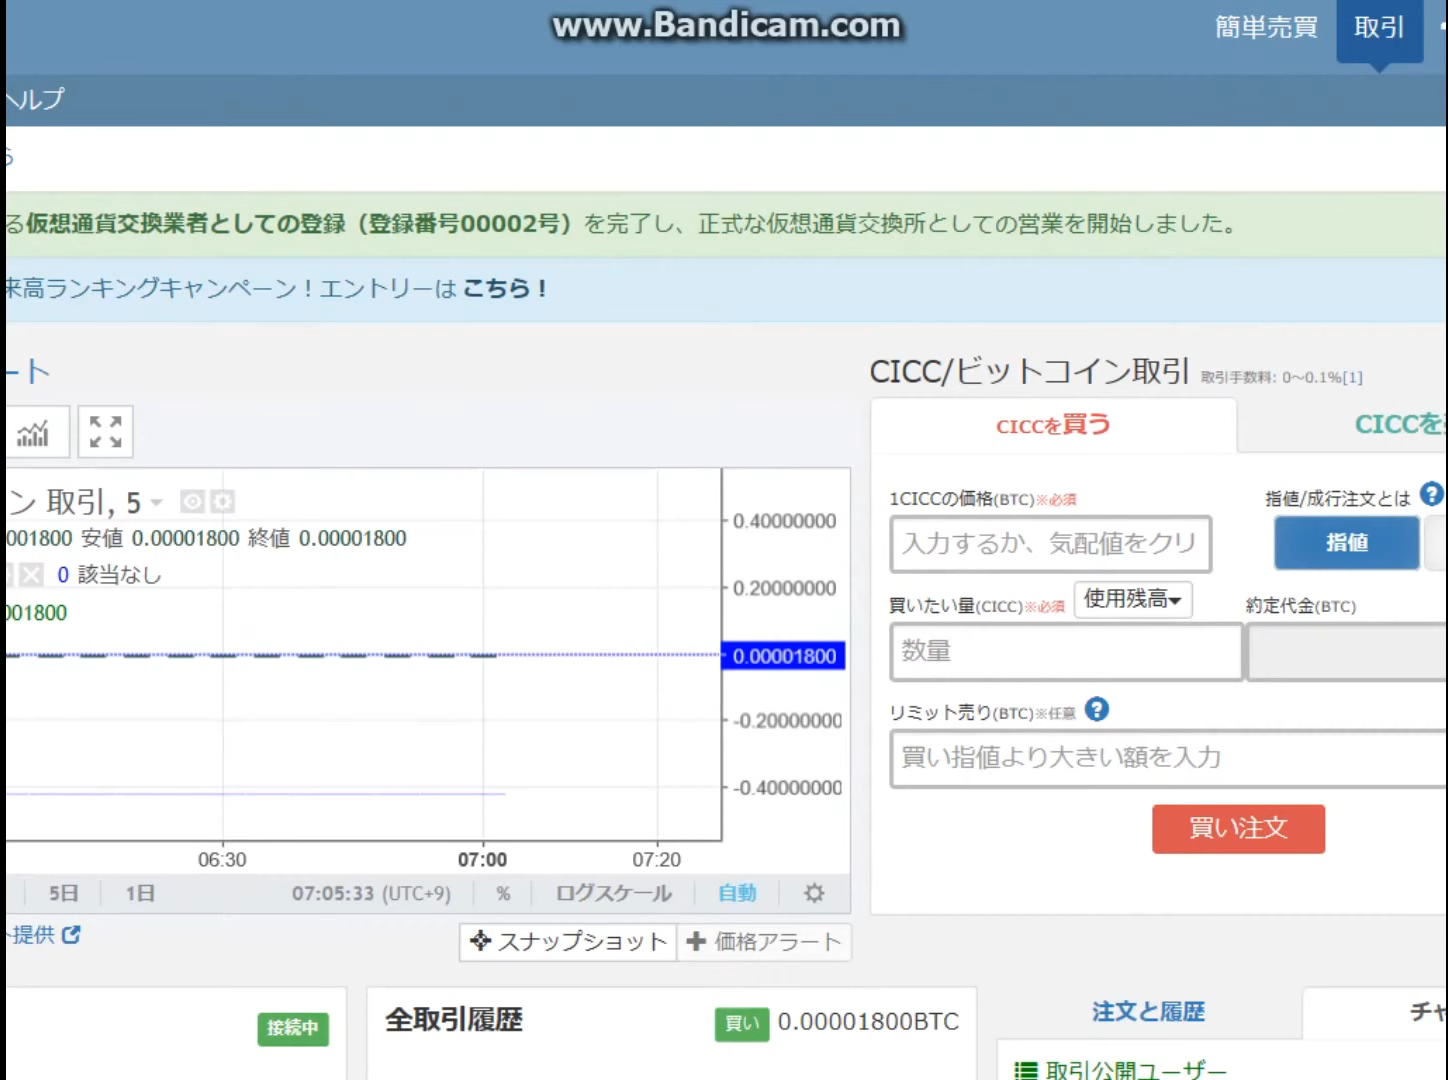 www.Bandicam.com
簡単売買 取引
ヘルプ
る仮想通貨交換業者としての登録（登録番号00002号）を完了し、正式な仮想通貨交換所としての営業を開始しました。
来高ランキングキャンペーン！エントリーは こちら！
ート
CICC/ビットコイン取引 取引手数料: 0～0.1%[1]
CICCを買う
CICCを
ン 取引, 5
001800 安値 0.00001800 終値 0.00001800
0 該当なし
001800
0.40000000
0.20000000
0.00001800
-0.20000000
-0.40000000
06:30 07:00 07:20
5日 1日 07:05:33 (UTC+9) % ログスケール 自動
ト提供
スナップショット 価格アラート
1CICCの価格(BTC)※必須
指値/成行注文とは ?
入力するか、気配値をクリ
指値
買いたい量(CICC)※必須 使用残高▾ 約定代金(BTC)
数量
リミット売り(BTC)※任意 ?
買い指値より大きい額を入力
買い注文
接続中
全取引履歴 買い 0.00001800BTC
注文と履歴 チャ
取引公開ユーザー